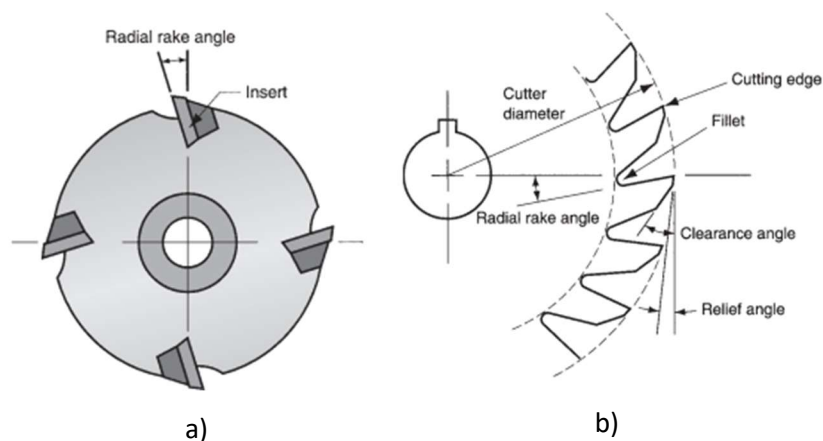 Radial rake angle
Insert
a)
Cutter
diameter
Cutting edge
Fillet
Radial rake angle
Clearance angle
Relief angle
b)